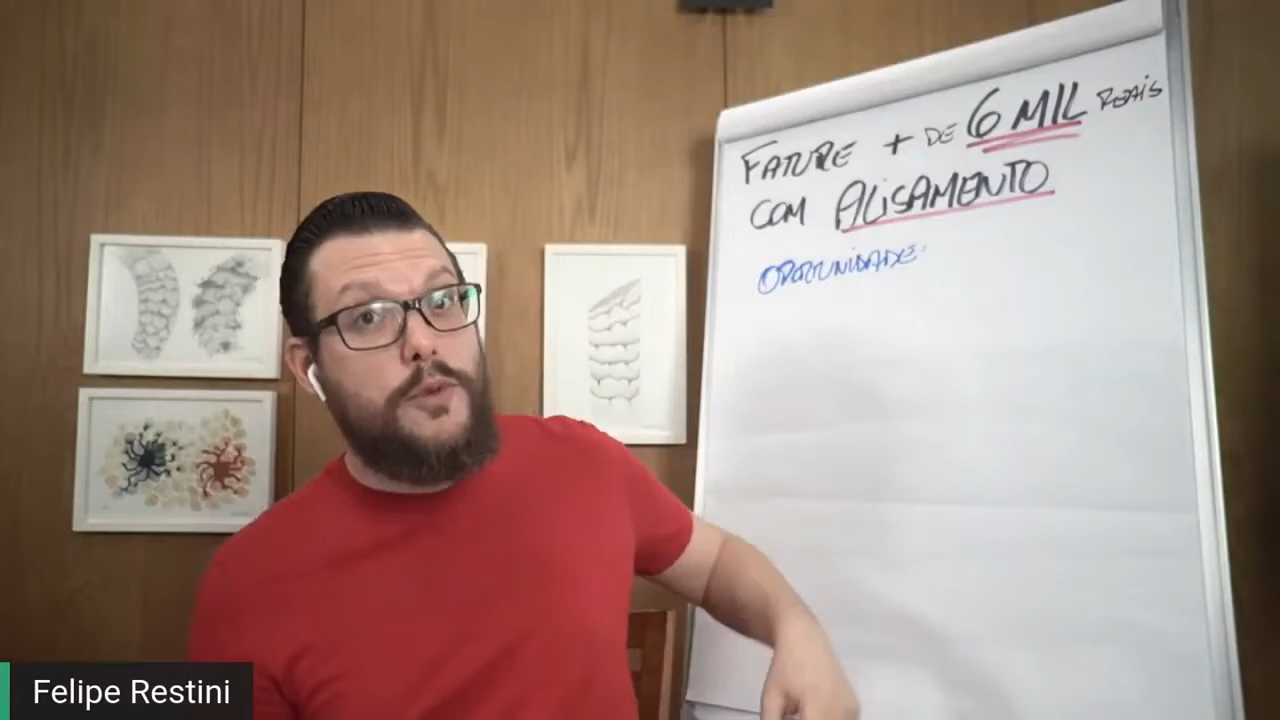 FATURE + DE 6 MIL REAIS
COM ALISAMENTO
OPORTUNIDADE:
Felipe Restini